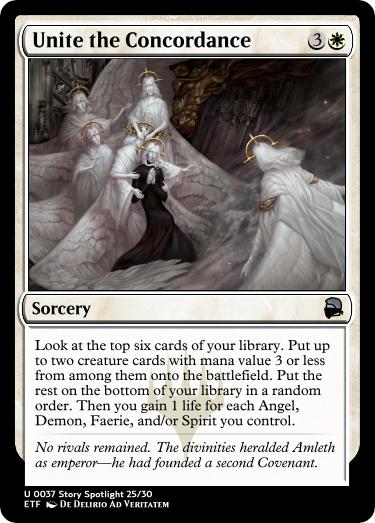 Unite the Concordance 3
Sorcery
Look at the top six cards of your library. Put up
to two creature cards with mana value 3 or less
from among them onto the battlefield. Put the
rest on the bottom of your library in a random
order. Then you gain 1 life for each Angel,
Demon, Faerie, and/or Spirit you control.
No rivals remained. The divinities heralded Amleth
as emperor—he had founded a second Covenant.
U 0037 Story Spotlight 25/30
ETF De Delirio Ad Veritatem